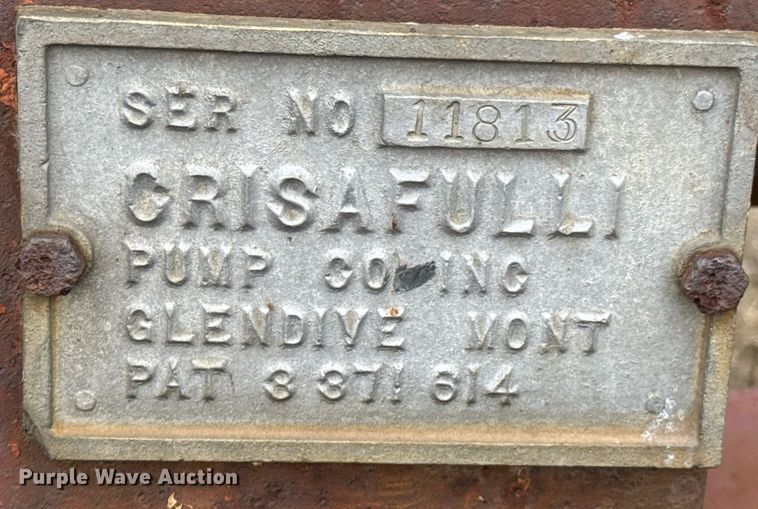 SER NO 11813
CRISAFULLI
PUMP CO INC
GLENDIVE MONT
PAT 3 371 614
Purple Wave Auction